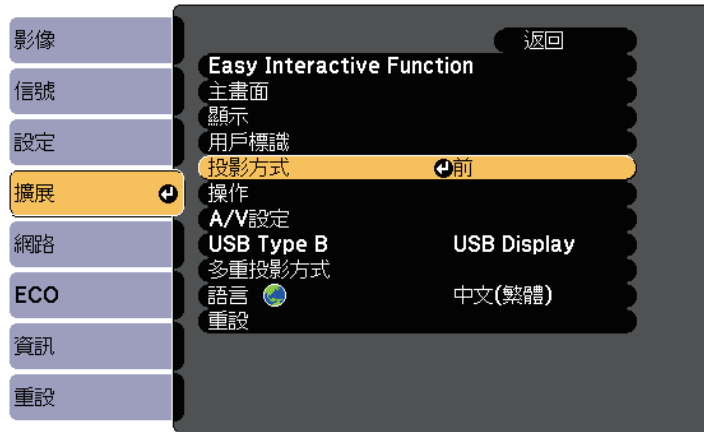 影像
信號
設定
擴展
網路
ECO
資訊
重設
返回
Easy Interactive Function
主畫面
顯示
用戶標識
投影方式 前
操作
A/V設定
USB Type B USB Display
多重投影方式
語言 中文(繁體)
重設